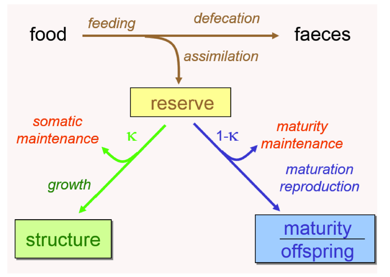 food
feeding
defecation
faeces
assimilation
reserve
somatic
maintenance
κ
1-κ
maturity
maintenance
growth
maturation
reproduction
structure
maturity
offspring